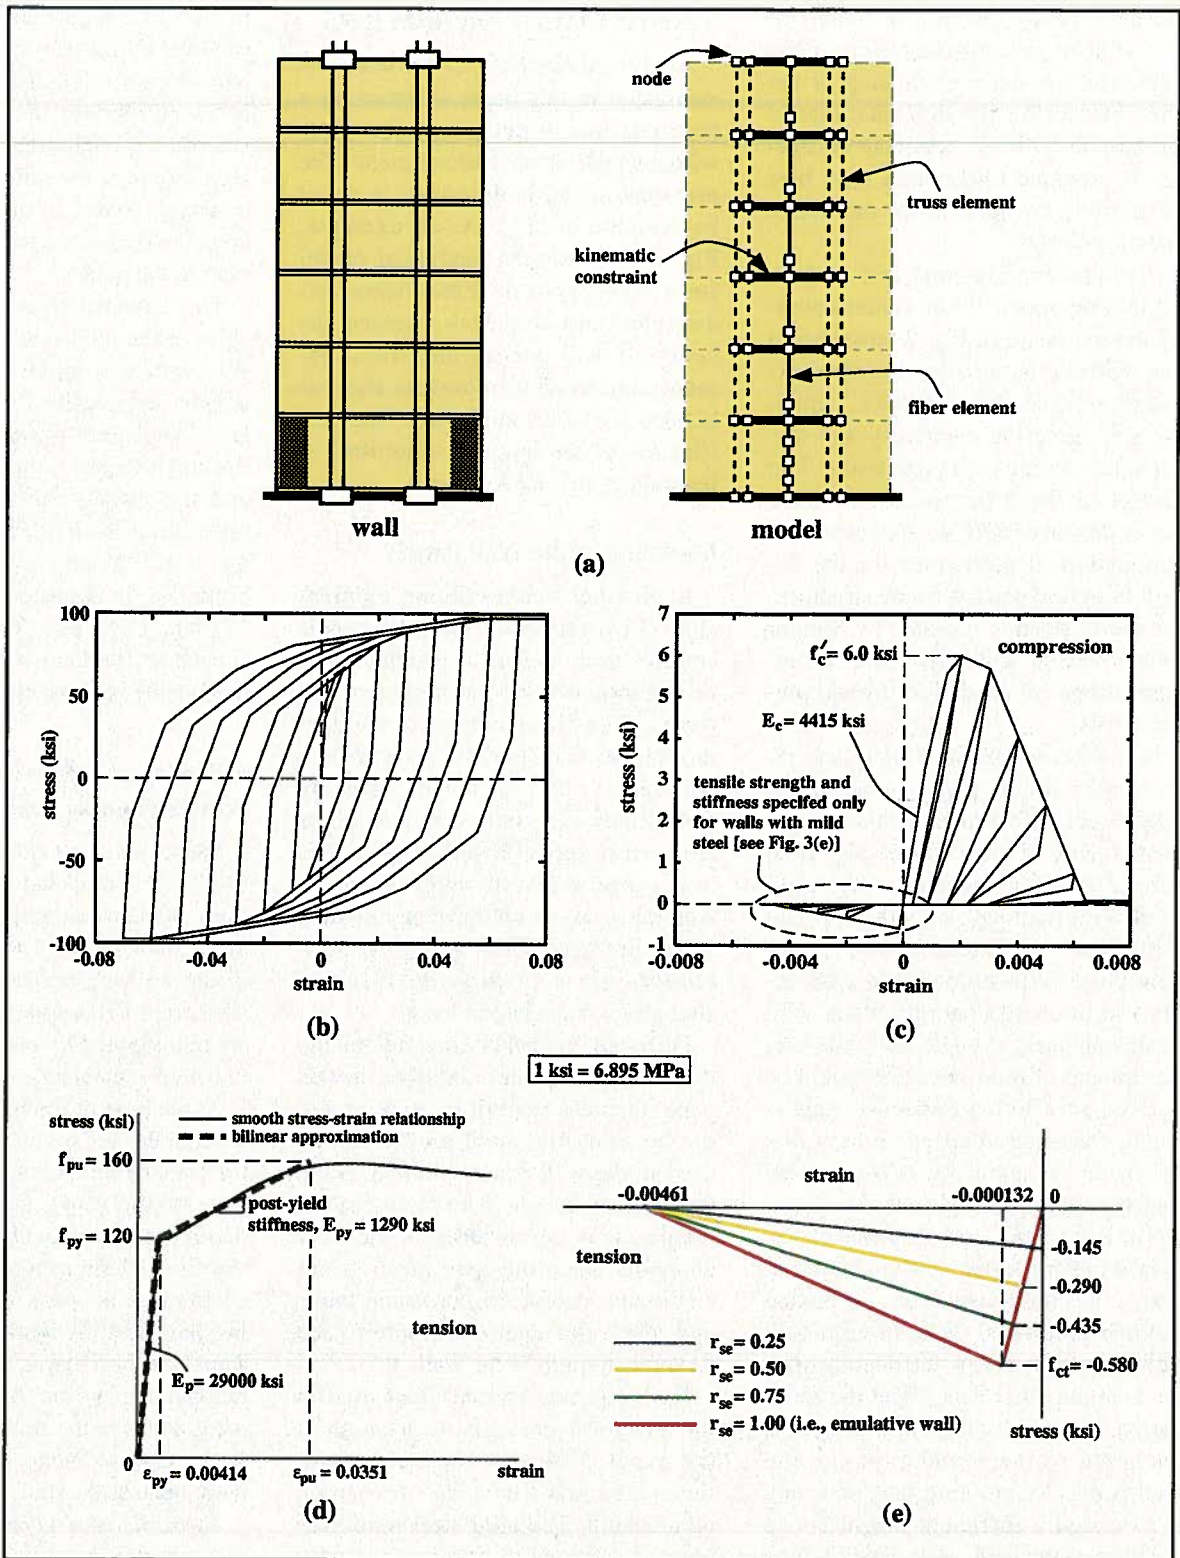 node
truss element
kinematic
constraint
fiber element
wall
model
(a)
100
50
0
-50
-100
-0.08
-0.04
0
0.04
0.08
stress (ksi)
strain
(b)
7
6
5
4
3
2
1
0
-1
-0.008
-0.004
0
0.004
0.008
stress (ksi)
strain
f′c= 6.0 ksi
compression
Ec= 4415 ksi
tensile strength and
stiffness specifed only
for walls with mild
steel [see Fig. 3(e)]
(c)
1 ksi = 6.895 MPa
stress (ksi)
smooth stress-strain relationship
bilinear approximation
fpu = 160
post-yield
stiffness, Epy = 1290 ksi
fpy = 120
tension
Ep = 29000 ksi
0
εpy = 0.00414
εpu = 0.0351
strain
(d)
strain
-0.00461
-0.000132
0
tension
-0.145
-0.290
-0.435
fct = -0.580
rse = 0.25
rse = 0.50
rse = 0.75
rse = 1.00 (i.e., emulative wall)
stress (ksi)
(e)